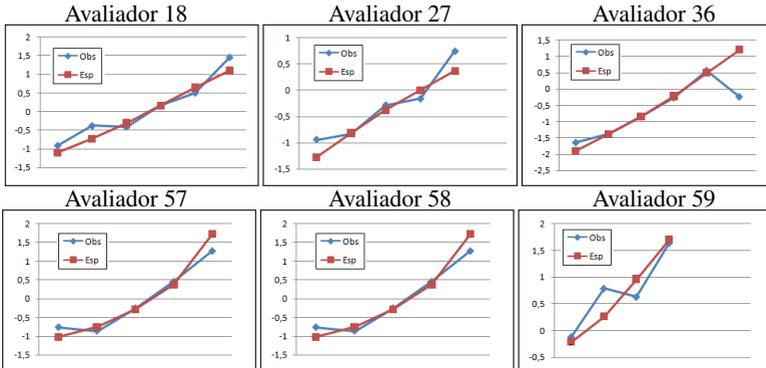 Avaliador 18
Avaliador 27
Avaliador 36
2
1,5
1
0,5
0
-0,5
-1
-1,5
Obs
Esp
1
0,5
0
-0,5
-1
-1,5
Obs
Esp
1,5
1
0,5
0
-0,5
-1
-1,5
-2
-2,5
Obs
Esp
Avaliador 57
Avaliador 58
Avaliador 59
2
1,5
1
0,5
0
-0,5
-1
-1,5
Obs
Esp
2
1,5
1
0,5
0
-0,5
-1
-1,5
Obs
Esp
2
1,5
1
0,5
0
-0,5
Obs
Esp